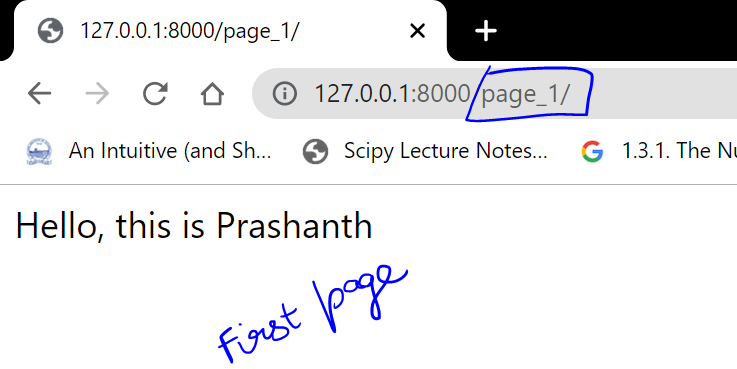 127.0.0.1:8000/page_1/
127.0.0.1:8000/page_1/
An Intuitive (and Sh... Scipy Lecture Notes... 1.3.1. The Nu
Hello, this is Prashanth
First page